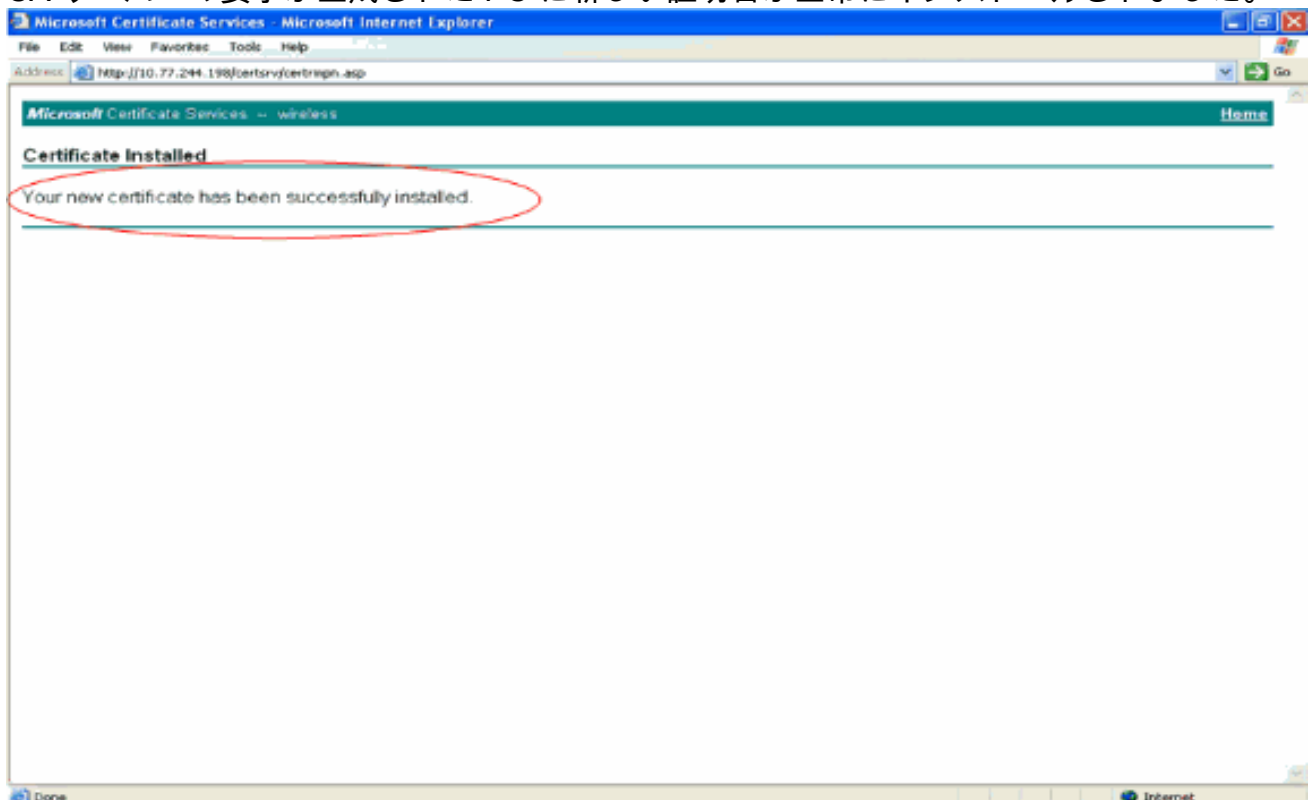 Microsoft Certificate Services - Microsoft Internet Explorer
File Edit View Favorites Tools Help
Address http://10.77.244.198/certsrv/certrmpn.asp Go
Microsoft Certificate Services -- wireless Home
Certificate Installed
Your new certificate has been successfully installed.
Done Internet